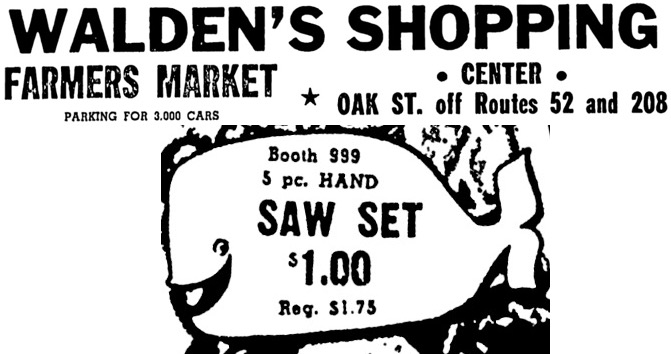 WALDEN'S SHOPPING
FARMERS MARKET
• CENTER •
PARKING FOR 3,000 CARS
★ OAK ST. off Routes 52 and 208
Booth 999
5 pc. HAND
SAW SET
$1.00
Reg. $1.75